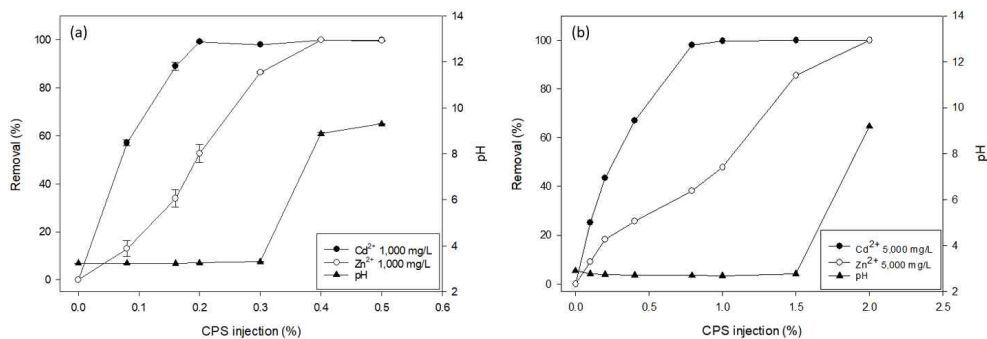 (a)
100
80
60
40
20
0
Removal (%)
14
12
10
8
6
4
2
pH
Cd2+ 1,000 mg/L
Zn2+ 1,000 mg/L
pH
0.0 0.1 0.2 0.3 0.4 0.5
CPS injection (%)
(b)
100
80
60
40
20
0
Removal (%)
14
12
10
8
6
4
2
pH
Cd2+ 5,000 mg/L
Zn2+ 5,000 mg/L
pH
0.0 0.5 1.0 1.5 2.0 2.5
CPS injection (%)